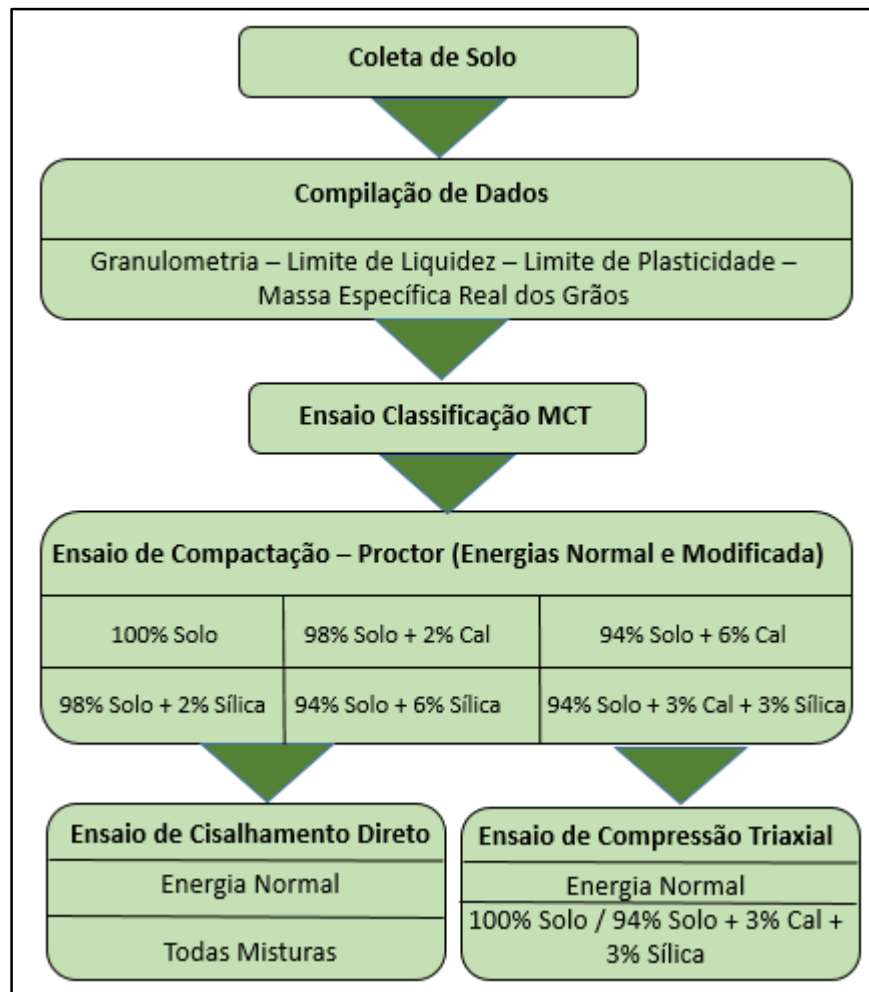 Coleta de Solo
Compilação de Dados
Granulometria – Limite de Liquidez – Limite de Plasticidade –
Massa Específica Real dos Grãos
Ensaio Classificação MCT
Ensaio de Compactação – Proctor (Energias Normal e Modificada)
100% Solo
98% Solo + 2% Cal
94% Solo + 6% Cal
98% Solo + 2% Sílica
94% Solo + 6% Sílica
94% Solo + 3% Cal + 3% Sílica
Ensaio de Cisalhamento Direto
Energia Normal
Todas Misturas
Ensaio de Compressão Triaxial
Energia Normal
100% Solo / 94% Solo + 3% Cal +
3% Sílica